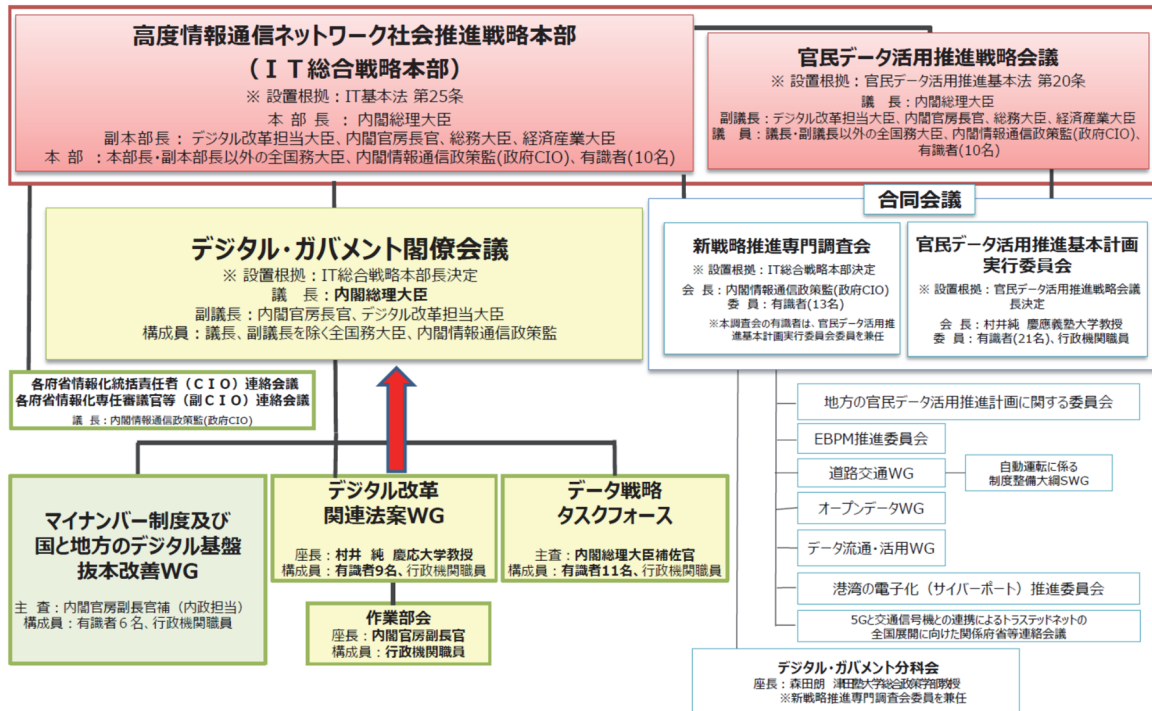 高度情報通信ネットワーク社会推進戦略本部
(IT総合戦略本部)
※ 設置根拠:IT基本法 第25条
本 部 長 : 内閣総理大臣
副本部長: デジタル改革担当大臣、内閣官房長官、総務大臣、経済産業大臣
本 部 :本部長・副本部長以外の全国務大臣、内閣情報通信政策監(政府CIO)、有識者(10名)
官民データ活用推進戦略会議
※ 設置根拠:官民データ活用推進基本法 第20条
議 長:内閣総理大臣
副議長:デジタル改革担当大臣、内閣官房長官、総務大臣、経済産業大臣
議 員:議長・副議長以外の全国務大臣、内閣情報通信政策監(政府CIO)、
有識者(10名)
デジタル・ガバメント閣僚会議
※ 設置根拠:IT総合戦略本部長決定
議 長:内閣総理大臣
副議長:内閣官房長官、デジタル改革担当大臣
構成員:議長、副議長を除く全国務大臣、内閣情報通信政策監
合同会議
新戦略推進専門調査会
※ 設置根拠:IT総合戦略本部決定
会 長:内閣情報通信政策監(政府CIO)
委 員:有識者(13名)
※本調査会の有識者は、官民データ活用推
進基本計画実行委員会委員を兼任
官民データ活用推進基本計画
実行委員会
※ 設置根拠:官民データ活用推進戦略会議
長決定
会 長:村井純 慶應義塾大学教授
委 員:有識者(21名)、行政機関職員
各府省情報化統括責任者(CIO)連絡会議
各府省情報化専任審議官等(副CIO)連絡会議
議 長:内閣情報通信政策監(政府CIO)
マイナンバー制度及び
国と地方のデジタル基盤
抜本改善WG
主 査:内閣官房副長官補(内政担当)
構成員:有識者6名、行政機関職員
デジタル改革
関連法案WG
座長:村井 純 慶応大学教授
構成員:有識者9名、行政機関職員
作業部会
座長:内閣官房副長官
構成員:行政機関職員
データ戦略
タスクフォース
主査:内閣総理大臣補佐官
構成員:有識者11名、行政機関職員
地方の官民データ活用推進計画に関する委員会
EBPM推進委員会
道路交通WG
自動運転に係る
制度整備大綱SWG
オープンデータWG
データ流通・活用WG
港湾の電子化(サイバーポート)推進委員会
5Gと交通信号機との連携によるトラステッドネットの
全国展開に向けた関係府省等連絡会議
デジタル・ガバメント分科会
座長:森田朗 津田塾大学総合政策学部教授
※新戦略推進専門調査会委員を兼任